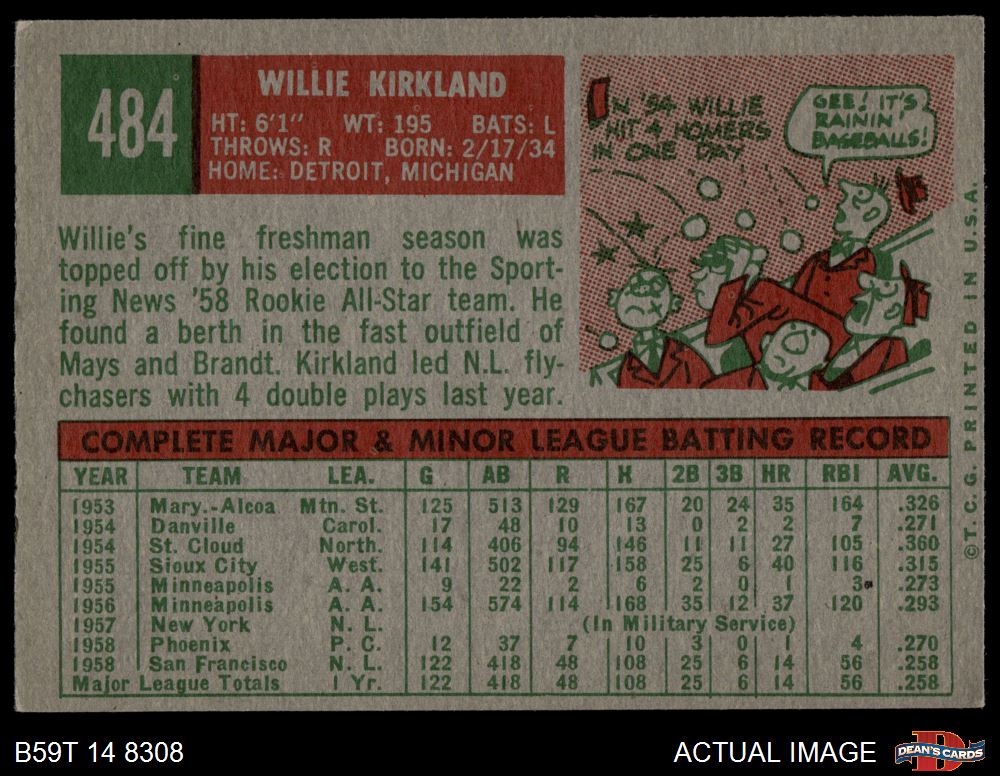 484
WILLIE KIRKLAND
HT: 6'1" WT: 195 BATS: L
THROWS: R BORN: 2/17/34
HOME: DETROIT, MICHIGAN
IN '54 WILLIE
HIT 4 HOMERS
IN ONE DAY
GEE! IT'S
RAININ'
BASEBALLS!
Willie's fine freshman season was
topped off by his election to the Sport-
ing News '58 Rookie All-Star team. He
found a berth in the fast outfield of
Mays and Brandt. Kirkland led N.L. fly-
chasers with 4 double plays last year.
COMPLETE MAJOR & MINOR LEAGUE BATTING RECORD
YEAR TEAM LEA. G AB R H 2B 3B HR RBI AVG.
1953 Mary.-Alcoa Mtn. St. 125 513 129 167 20 24 35 164 .326
1954 Danville Carol. 17 48 10 13 0 2 2 7 .271
1954 St. Cloud North. 114 406 94 146 11 11 27 105 .360
1955 Sioux City West. 141 502 117 158 25 6 40 116 .315
1955 Minneapolis A. A. 9 22 2 6 2 0 1 3 .273
1956 Minneapolis A. A. 154 574 114 168 35 12 37 120 .293
1957 New York N. L. (In Military Service)
1958 Phoenix P. C. 12 37 7 10 3 0 1 4 .270
1958 San Francisco N. L. 122 418 48 108 25 6 14 56 .258
Major League Totals 1 Yr. 122 418 48 108 25 6 14 56 .258
© T. C. G. PRINTED IN U.S.A.
B59T 14 8308
ACTUAL IMAGE
D
DEAN'S CARDS